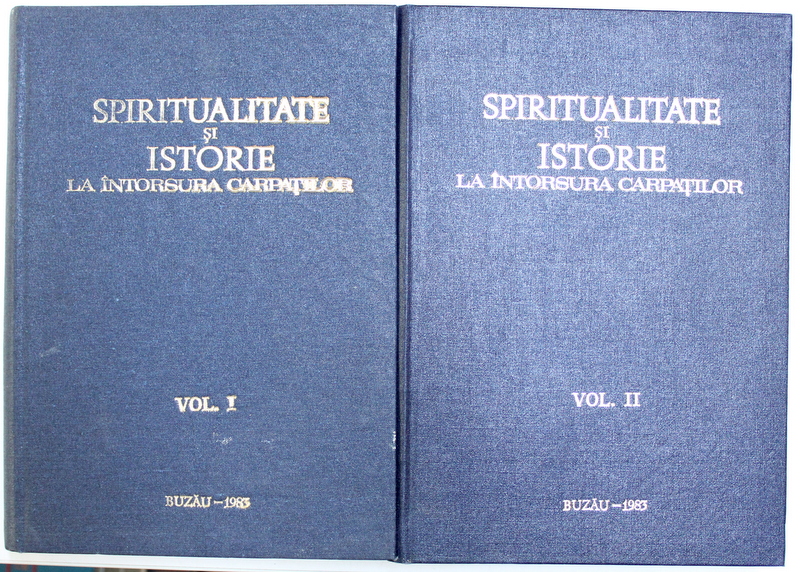 SPIRITUALITATE
ȘI
ISTORIE
LA ÎNTORSURA CARPAȚILOR
VOL. I
BUZĂU – 1983
SPIRITUALITATE
ȘI
ISTORIE
LA ÎNTORSURA CARPAȚILOR
VOL. II
BUZĂU – 1983